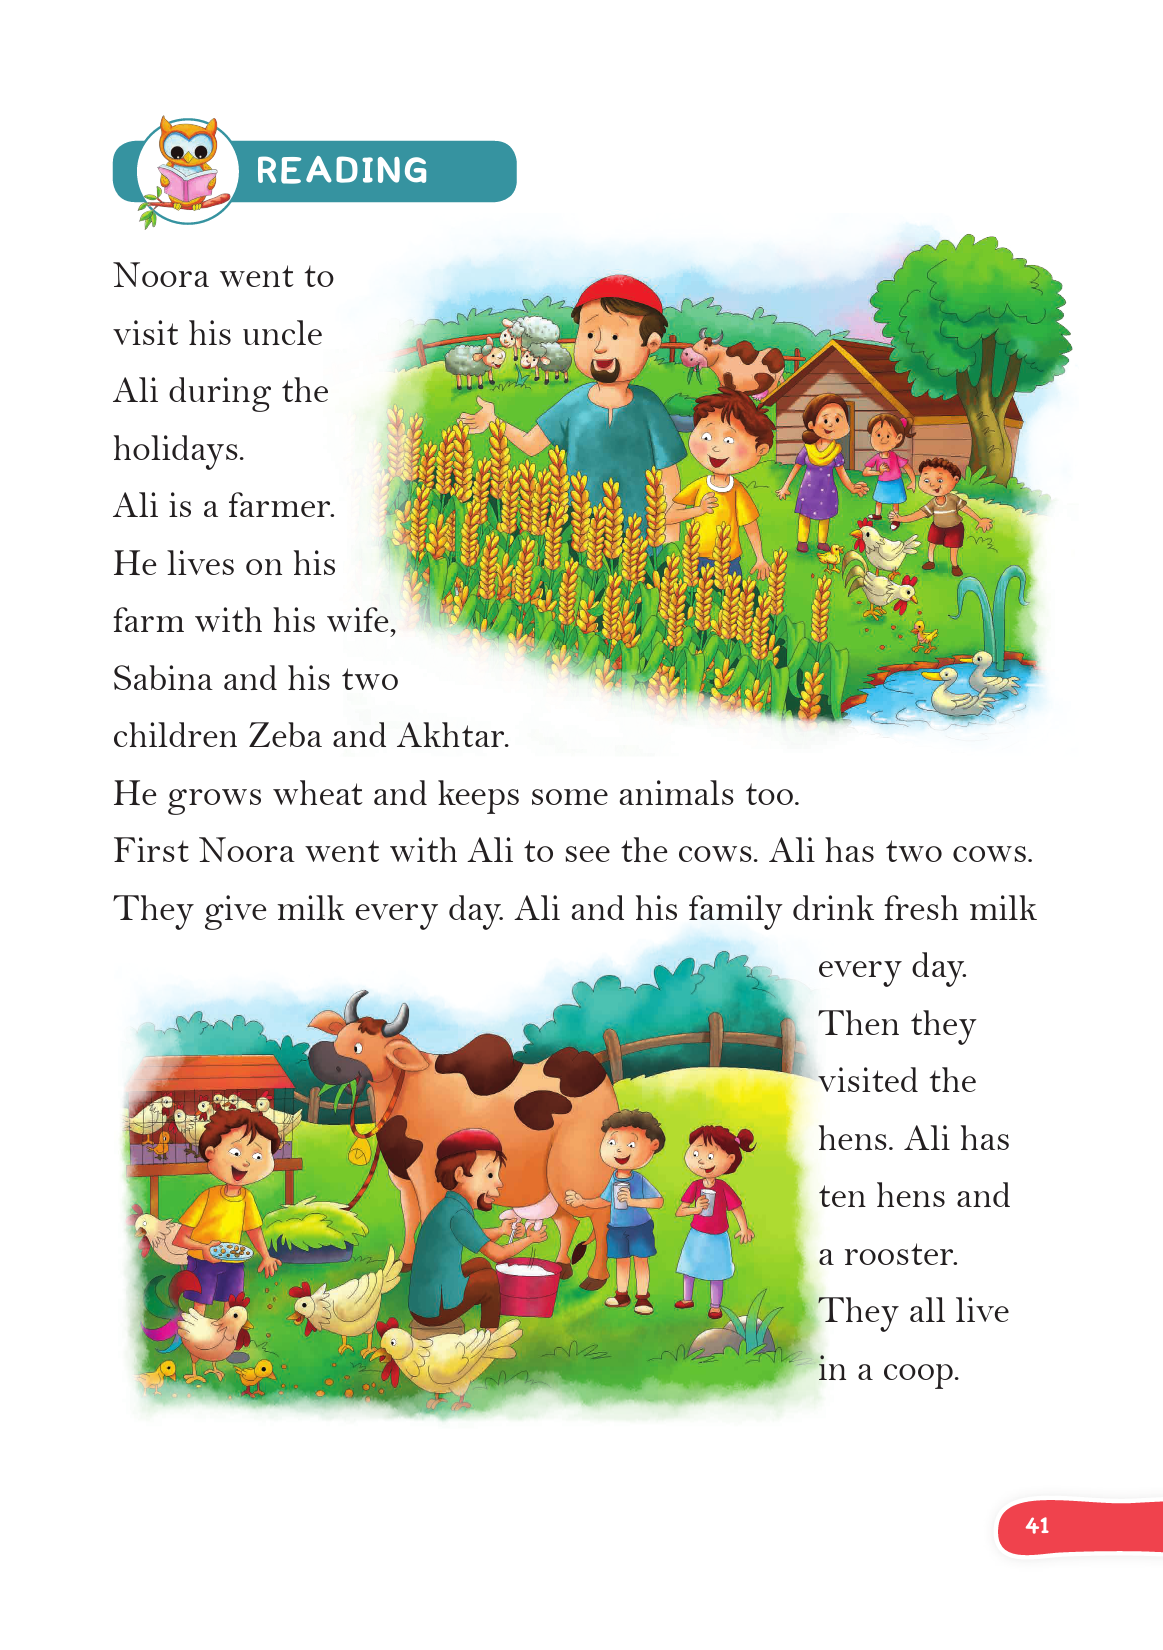 READING
Noora went to
visit his uncle
Ali during the
holidays.
Ali is a farmer.
He lives on his
farm with his wife,
Sabina and his two
children Zeba and Akhtar.
He grows wheat and keeps some animals too.
First Noora went with Ali to see the cows. Ali has two cows.
They give milk every day. Ali and his family drink fresh milk
every day.
Then they
visited the
hens. Ali has
ten hens and
a rooster.
They all live
in a coop.
41